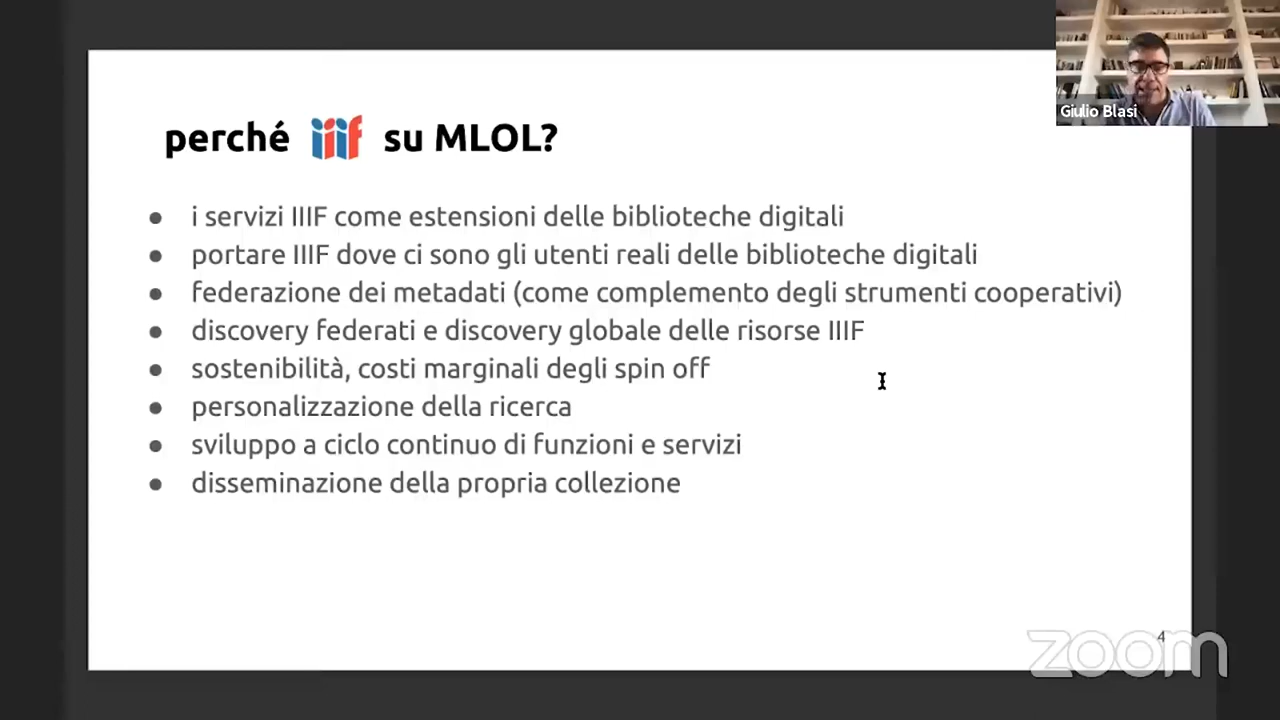 Giulio Blasi
perché iiif su MLOL?
● i servizi IIIF come estensioni delle biblioteche digitali
● portare IIIF dove ci sono gli utenti reali delle biblioteche digitali
● federazione dei metadati (come complemento degli strumenti cooperativi)
● discovery federati e discovery globale delle risorse IIIF
● sostenibilità, costi marginali degli spin off
● personalizzazione della ricerca
● sviluppo a ciclo continuo di funzioni e servizi
● disseminazione della propria collezione
4
zoom